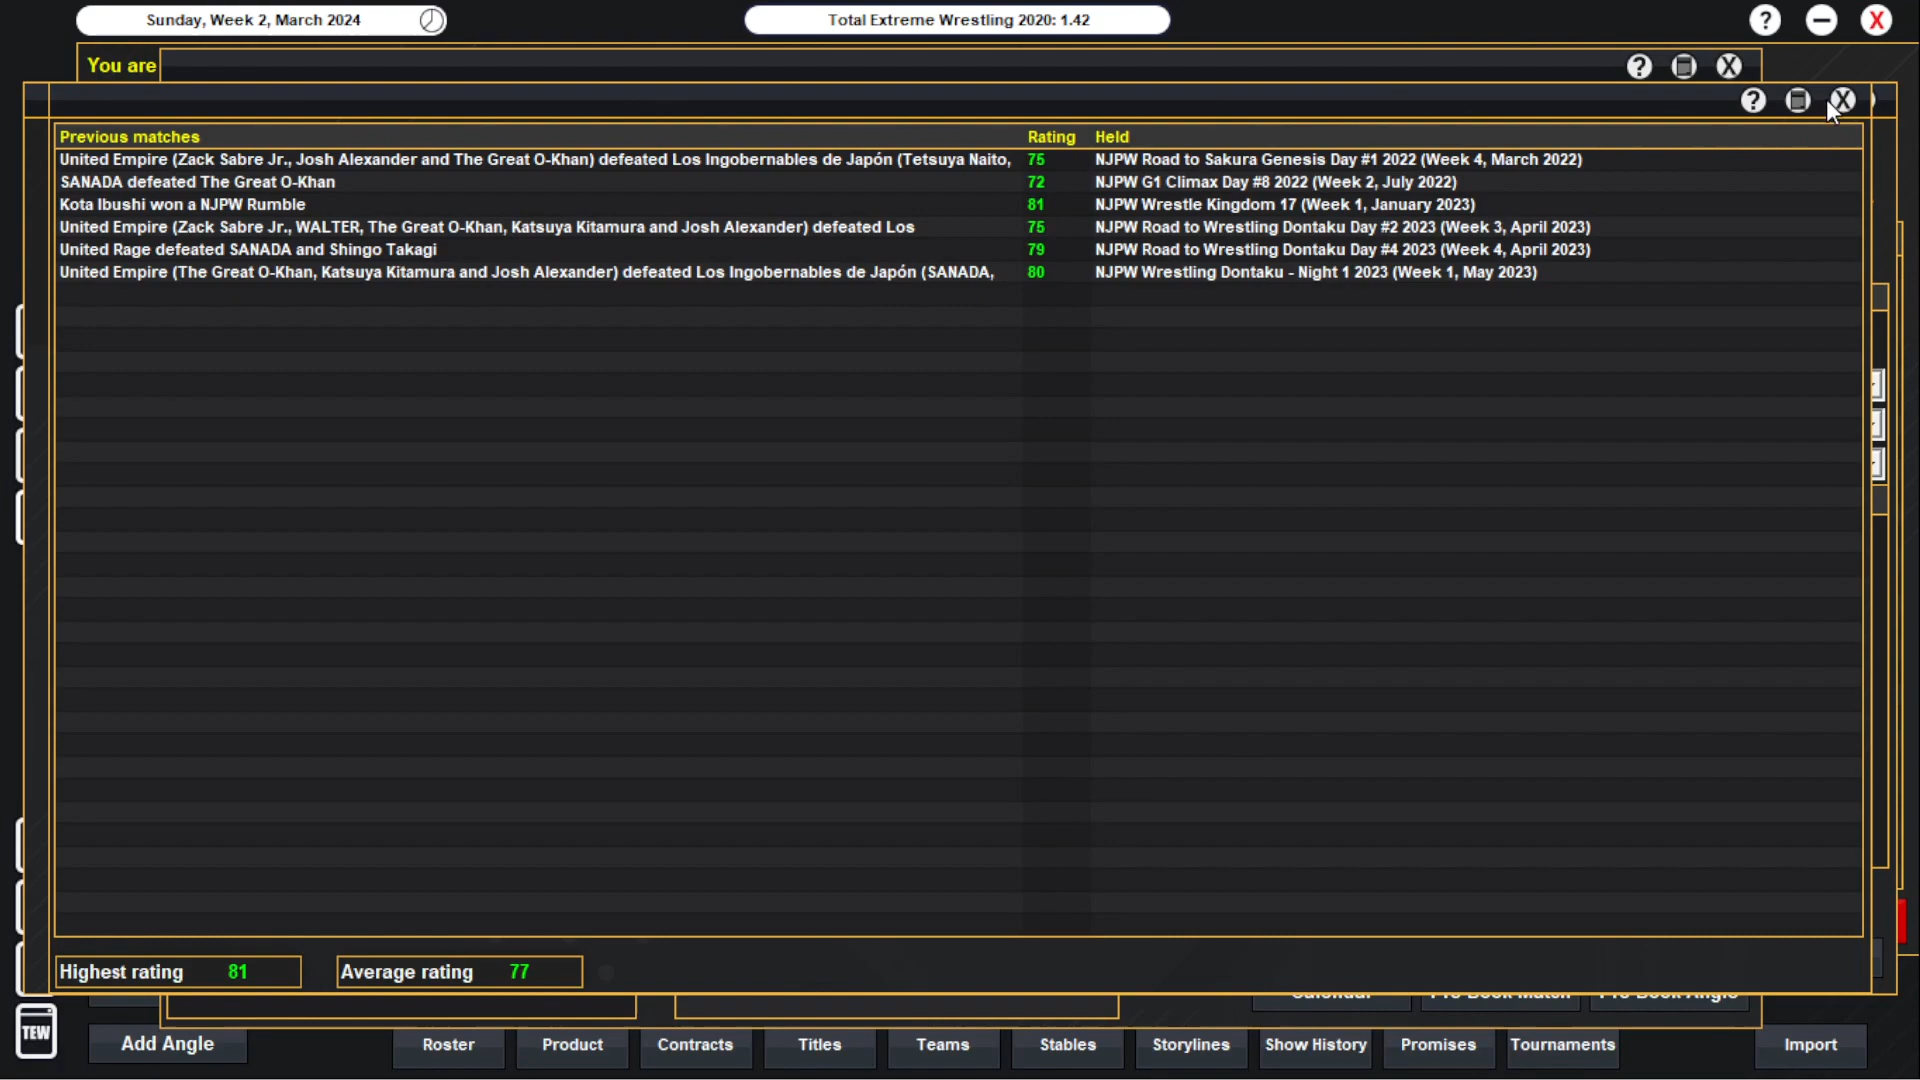 Sunday, Week 2, March 2024
Total Extreme Wrestling 2020: 1.42
? X
You are
? X
? X
Previous matches Rating Held
United Empire (Zack Sabre Jr., Josh Alexander and The Great O-Khan) defeated Los Ingobernables de Japón (Tetsuya Naito, 75 NJPW Road to Sakura Genesis Day #1 2022 (Week 4, March 2022)
SANADA defeated The Great O-Khan 72 NJPW G1 Climax Day #8 2022 (Week 2, July 2022)
Kota Ibushi won a NJPW Rumble 81 NJPW Wrestle Kingdom 17 (Week 1, January 2023)
United Empire (Zack Sabre Jr., WALTER, The Great O-Khan, Katsuya Kitamura and Josh Alexander) defeated Los 75 NJPW Road to Wrestling Dontaku Day #2 2023 (Week 3, April 2023)
United Rage defeated SANADA and Shingo Takagi 79 NJPW Road to Wrestling Dontaku Day #4 2023 (Week 4, April 2023)
United Empire (The Great O-Khan, Katsuya Kitamura and Josh Alexander) defeated Los Ingobernables de Japón (SANADA, 80 NJPW Wrestling Dontaku - Night 1 2023 (Week 1, May 2023)
Highest rating 81 Average rating 77
Calendar Pre Book Match Pre Book Angle
TEW
Add Angle Roster Product Contracts Titles Teams Stables Storylines Show History Promises Tournaments Import